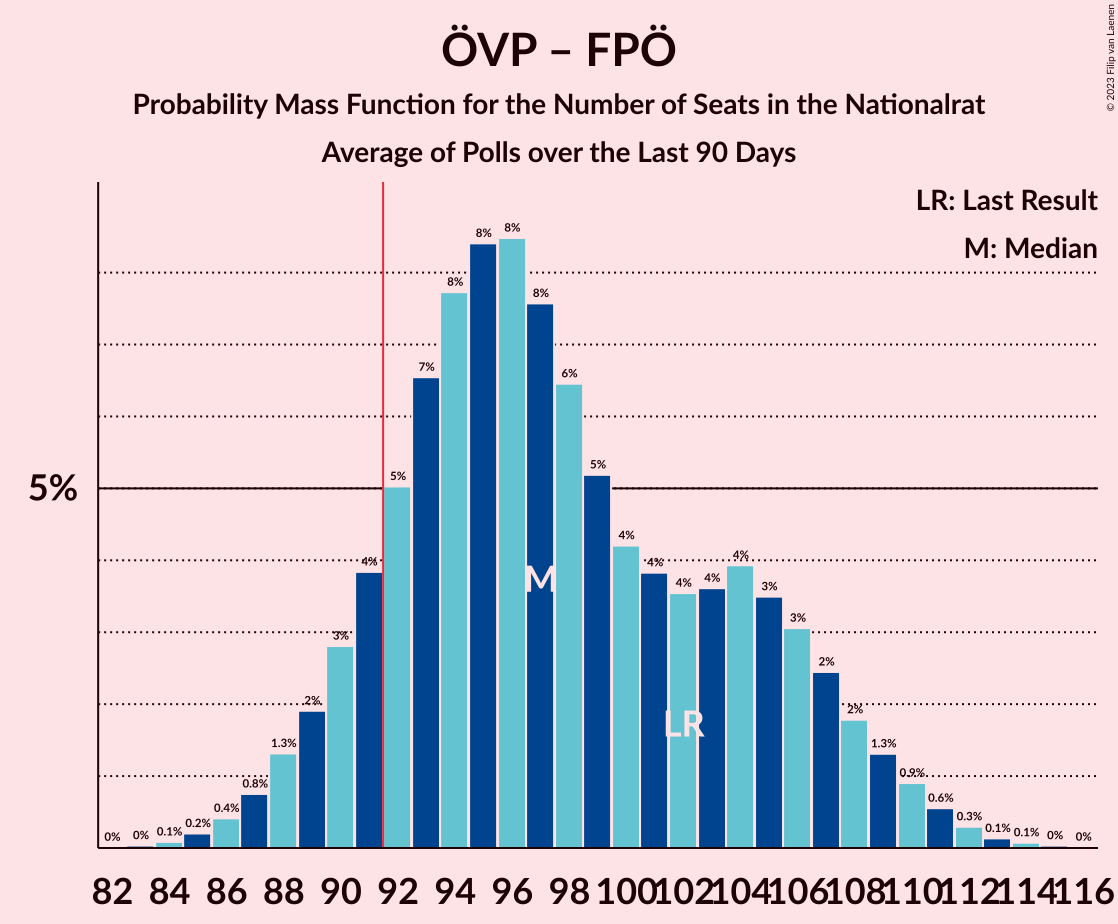 ÖVP – FPÖ
Probability Mass Function for the Number of Seats in the Nationalrat
Average of Polls over the Last 90 Days
© 2023 Filip van Laenen
LR: Last Result
M: Median
5%
0% 0% 0.1% 0.2% 0.4% 0.8% 1.3% 2% 3% 4% 5% 7% 8% 8% 8% 8% 6% 5% 4% 4% 4% 4% 4% 3% 3% 2% 2% 1.3% 0.9% 0.6% 0.3% 0.1% 0.1% 0% 0%
M
LR
82 84 86 88 90 92 94 96 98 100 102 104 106 108 110 112 114 116